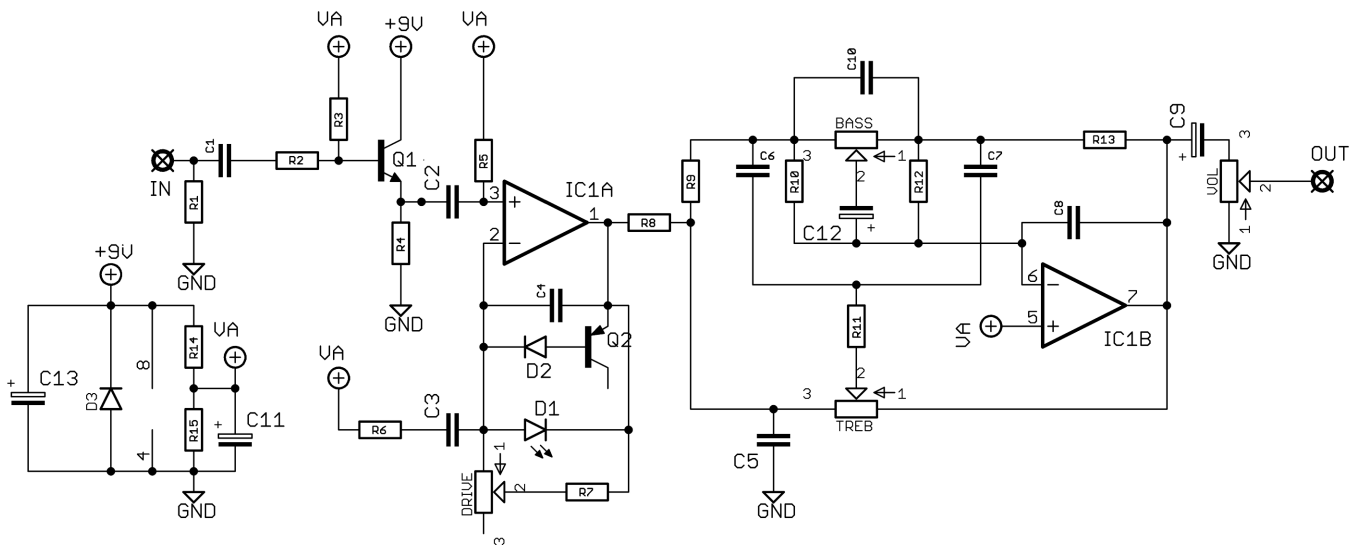 VA
+9V
VA
C10
R3
BASS
C9
3
C1
R2
Q1
C2
R5
IC1A
C6
3
1
C7
R13
OUT
IN
R1
3
1
R8
R9
R10
2
R12
VOL
2
R4
2
C12
+
C8
1
+9V
GND
GND
6
VA
C4
R11
5
7
IC1B
GND
R14
VA
Q2
VA
C13
8
D2
2
D3
3
1
C3
D1
TREB
+
R15
+
C11
R6
4
1
C5
DRIVE
2
R7
GND
GND
3
+